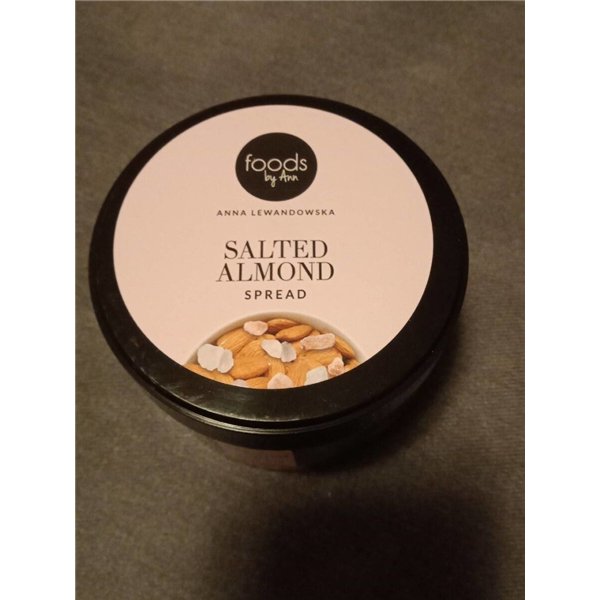 foods
by Ann
ANNA LEWANDOWSKA
SALTED
ALMOND
SPREAD